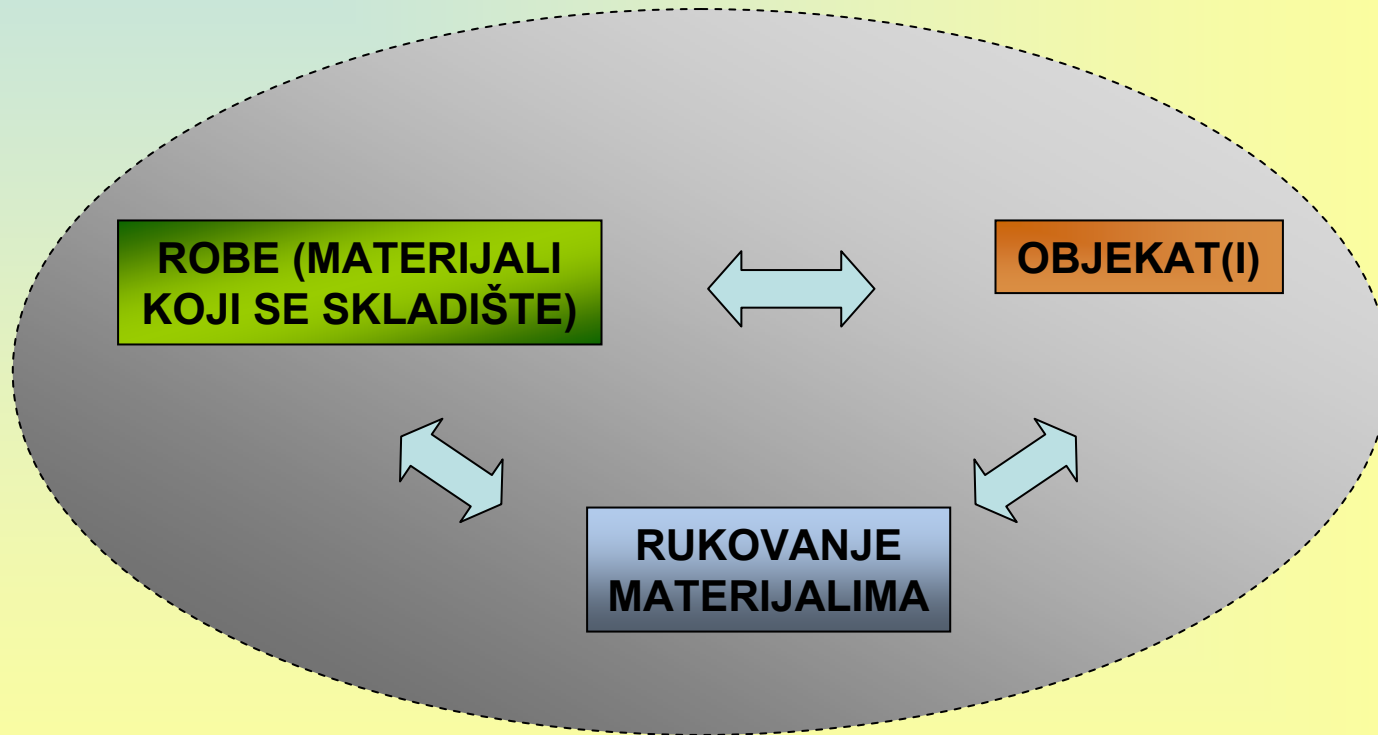 ROBE (MATERIJALI
KOJI SE SKLADIŠTE)
OBJEKAT(I)
RUKOVANJE
MATERIJALIMA